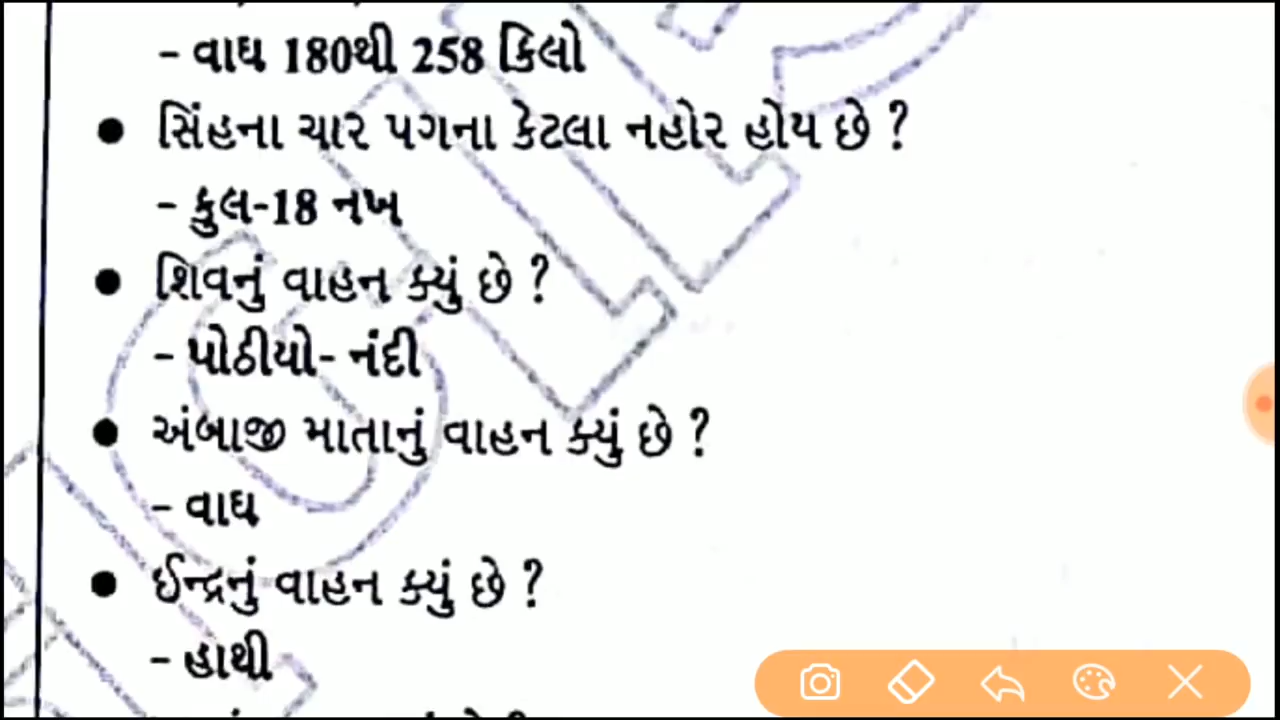 - વાઘ 180થી 258 કિલો
● સિંહના ચાર પગના કેટલા નહોર હોય છે ?
- કુલ-18 નખ
● શિવનું વાહન ક્યું છે ?
- પોઠીયો- નંદી
● અંબાજી માતાનું વાહન ક્યું છે ?
- વાઘ
● ઈન્દ્રનું વાહન ક્યું છે ?
- હાથી